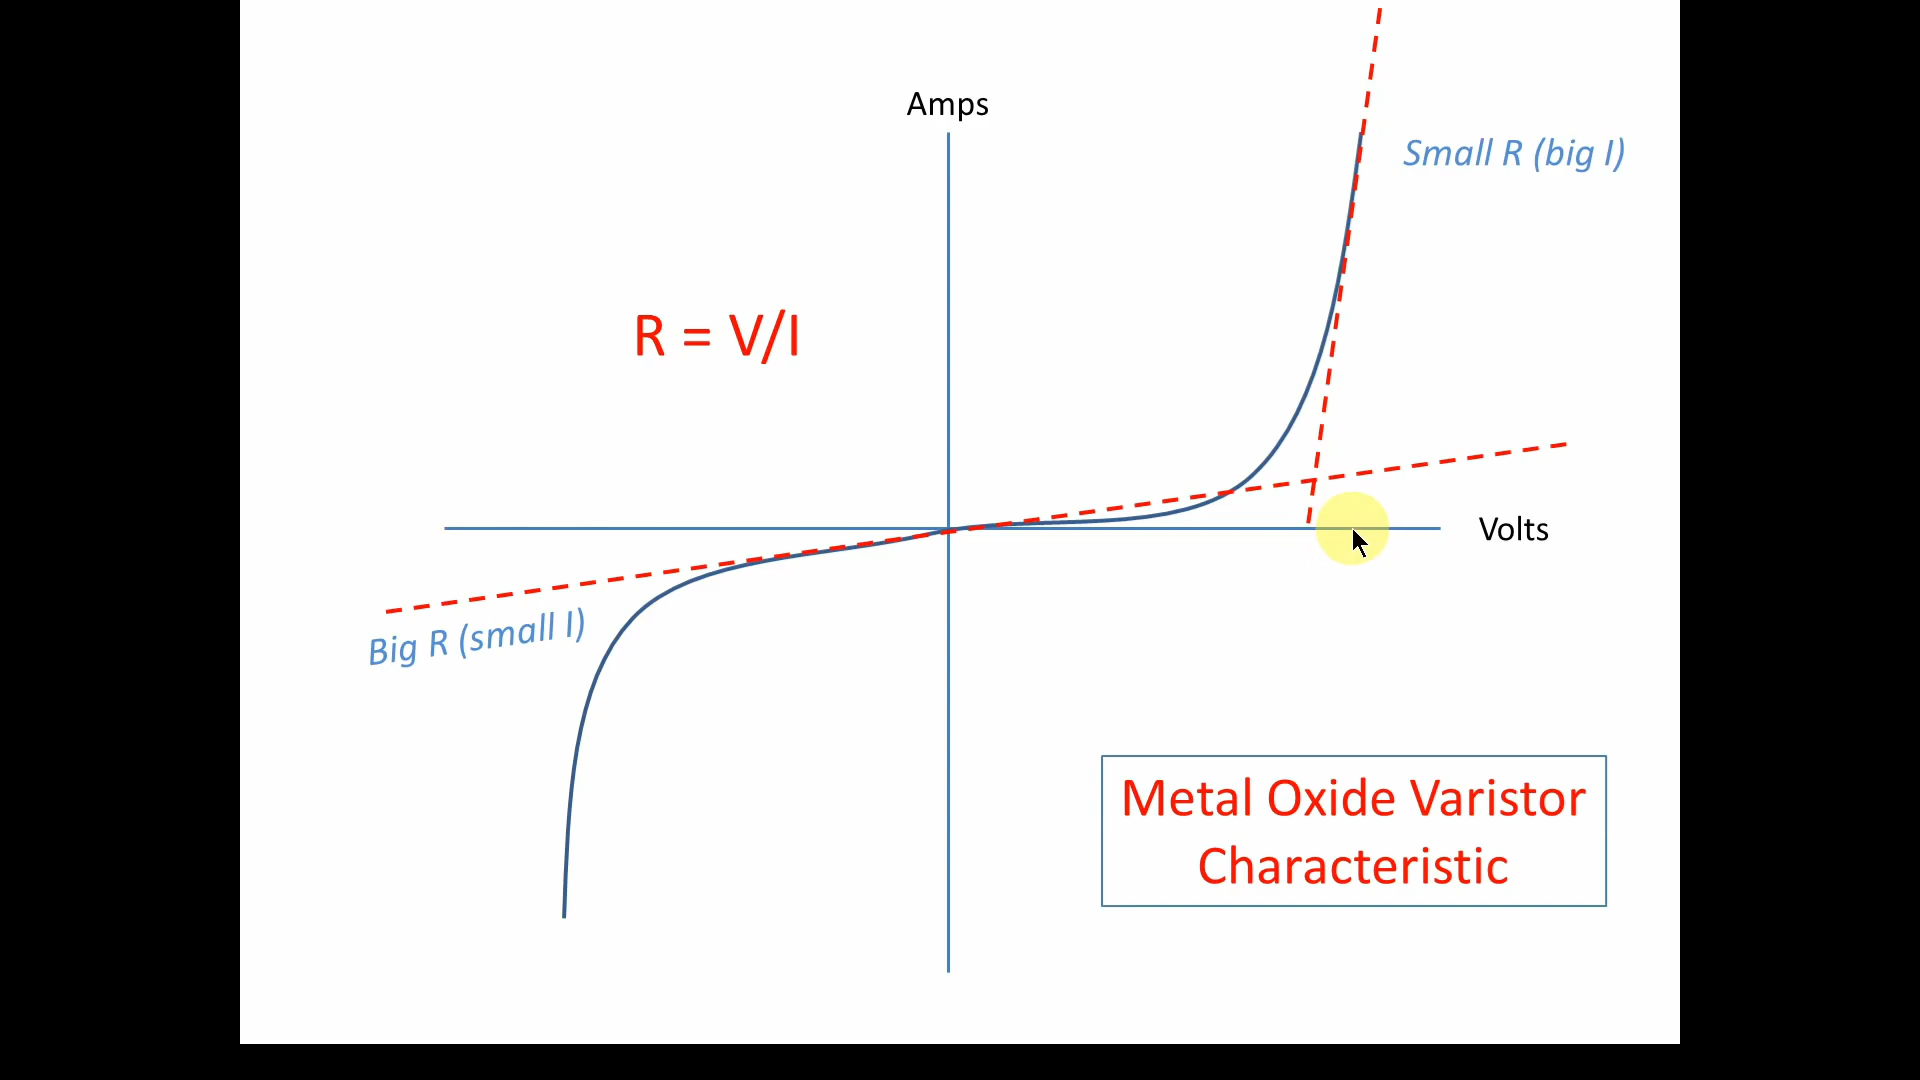 Amps
Small R (big I)
R = V/I
Volts
Big R (small I)
Metal Oxide Varistor
Characteristic